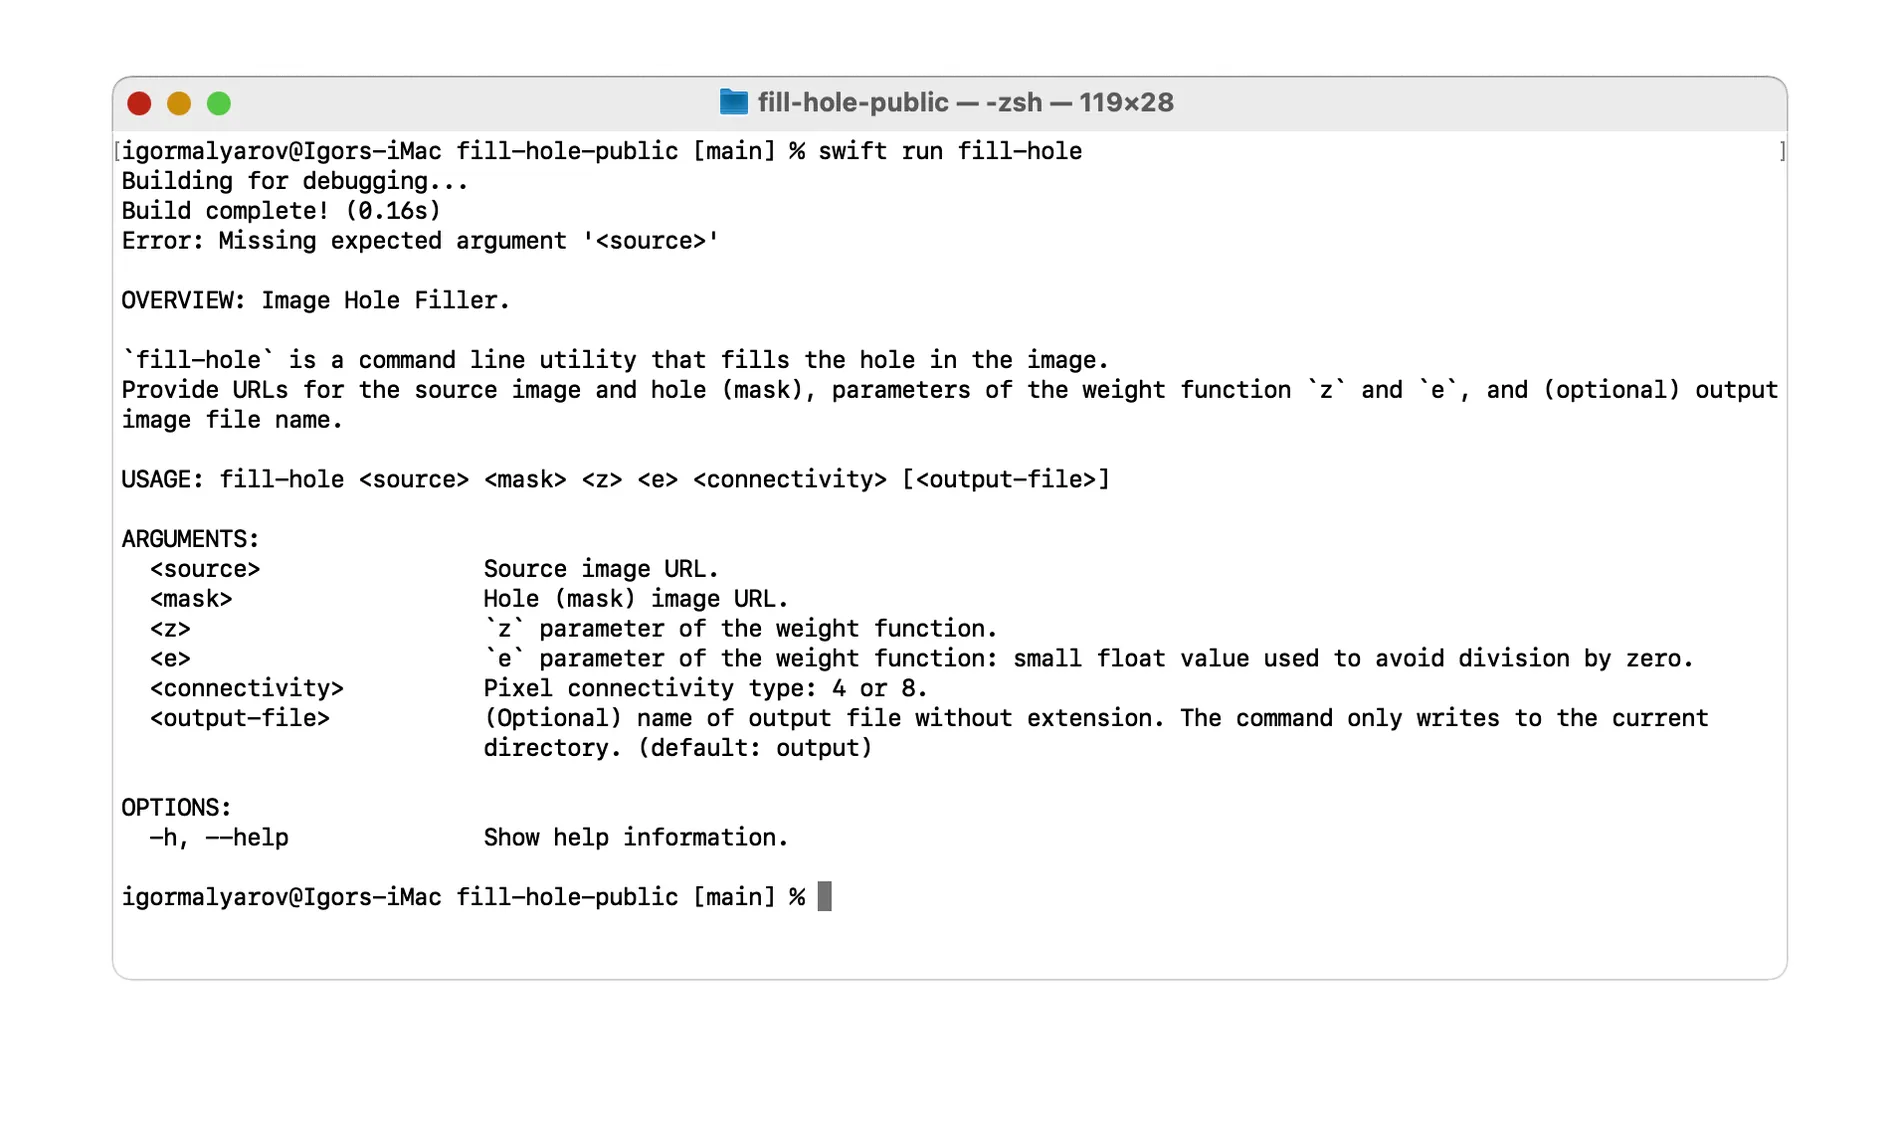 fill-hole-public — -zsh — 119×28
[igormalyarov@Igors-iMac fill-hole-public [main] % swift run fill-hole ]
Building for debugging...
Build complete! (0.16s)
Error: Missing expected argument '<source>'
OVERVIEW: Image Hole Filler.
`fill-hole` is a command line utility that fills the hole in the image.
Provide URLs for the source image and hole (mask), parameters of the weight function `z` and `e`, and (optional) output
image file name.
USAGE: fill-hole <source> <mask> <z> <e> <connectivity> [<output-file>]
ARGUMENTS:
  <source>                Source image URL.
  <mask>                  Hole (mask) image URL.
  <z>                     `z` parameter of the weight function.
  <e>                     `e` parameter of the weight function: small float value used to avoid division by zero.
  <connectivity>          Pixel connectivity type: 4 or 8.
  <output-file>           (Optional) name of output file without extension. The command only writes to the current
                          directory. (default: output)
OPTIONS:
  -h, --help              Show help information.
igormalyarov@Igors-iMac fill-hole-public [main] %